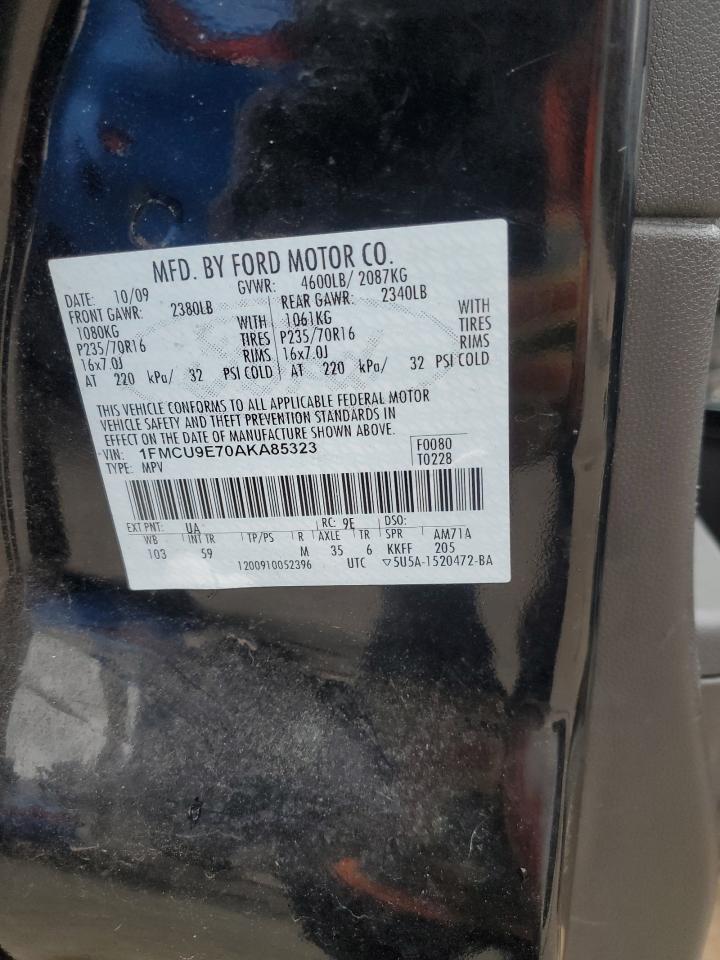 MFD. BY FORD MOTOR CO.
DATE: 10/09 GVWR: 4600LB/ 2087KG
FRONT GAWR: 2380LB REAR GAWR: 2340LB
1080KG WITH 1061KG WITH
P235/70R16 TIRES P235/70R16 TIRES
16x7.0J RIMS 16x7.0J RIMS
AT 220 kPa/ 32 PSI COLD AT 220 kPa/ 32 PSI COLD
THIS VEHICLE CONFORMS TO ALL APPLICABLE FEDERAL MOTOR
VEHICLE SAFETY AND THEFT PREVENTION STANDARDS IN
EFFECT ON THE DATE OF MANUFACTURE SHOWN ABOVE.
VIN: 1FMCU9E70AKA85323 F0080
TYPE: MPV T0228
EXT PNT: UA RC: 9E DSO:
WB INT TR TP/PS R AXLE TR SPR AM71A
103 59 M 35 6 KKFF 205
1200910052396 UTC ▽5U5A-1520472-BA